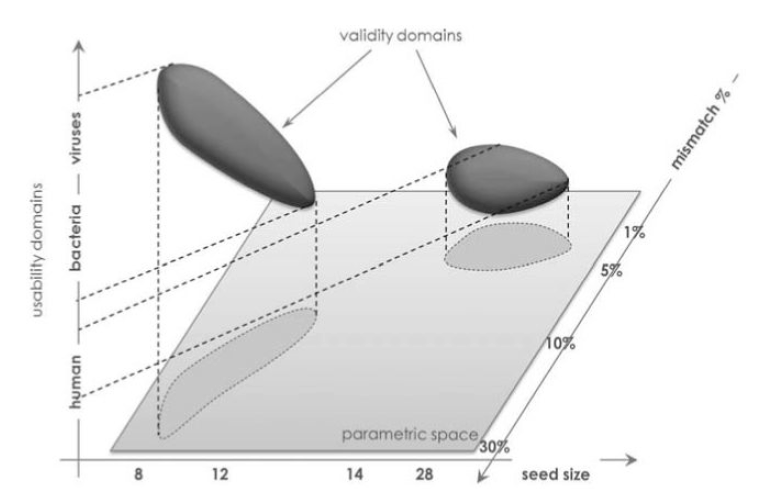 validity domains
mismatch %
viruses
bacteria
human
usability domains
1%
5%
10%
30%
parametric space
8 12 14 28 seed size